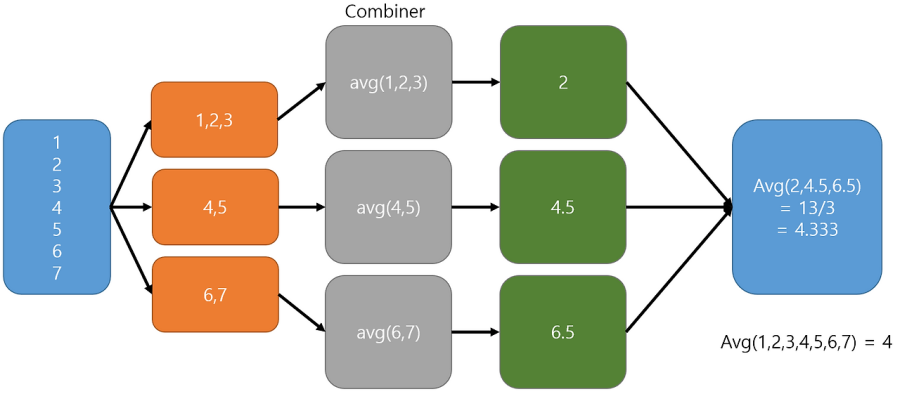 Combiner
1
2
3
4
5
6
7
1,2,3
4,5
6,7
avg(1,2,3)
avg(4,5)
avg(6,7)
2
4.5
6.5
Avg(2,4.5,6.5)
= 13/3
= 4.333
Avg(1,2,3,4,5,6,7) = 4